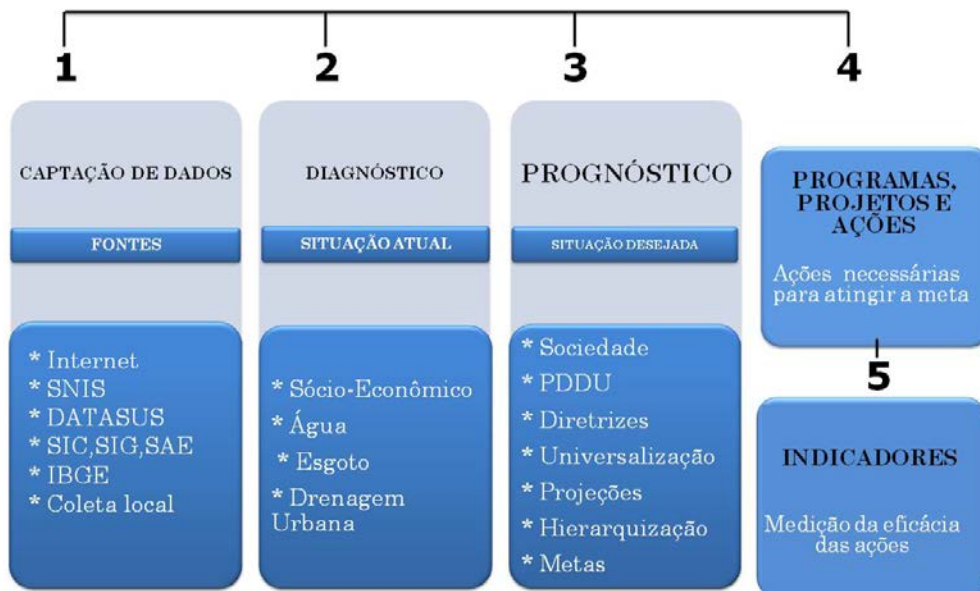 1
CAPTAÇÃO DE DADOS
FONTES
* Internet
* SNIS
* DATASUS
* SIC,SIG,SAE
* IBGE
* Coleta local
2
DIAGNÓSTICO
SITUAÇÃO ATUAL
* Sócio-Econômico
* Água
* Esgoto
* Drenagem
Urbana
3
PROGNÓSTICO
SITUAÇÃO DESEJADA
* Sociedade
* PDDU
* Diretrizes
* Universalização
* Projeções
* Hierarquização
* Metas
4
PROGRAMAS,
PROJETOS E
AÇÕES
Ações necessárias
para atingir a meta
5
INDICADORES
Medição da eficácia
das ações